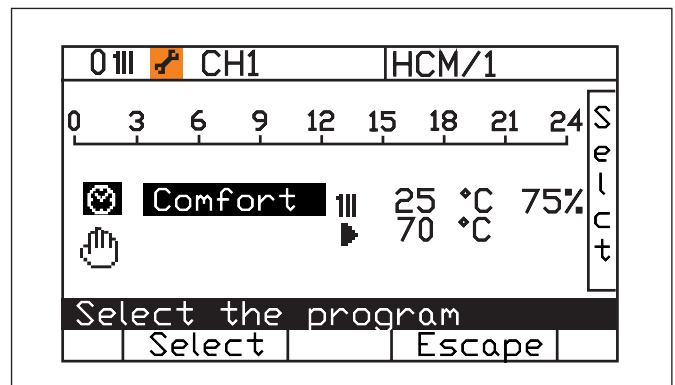 0 CH1 HCM/1
0 3 6 9 12 15 18 21 24
Comfort 25 °C 75%
70 °C
Select
Select the program
Select Escape